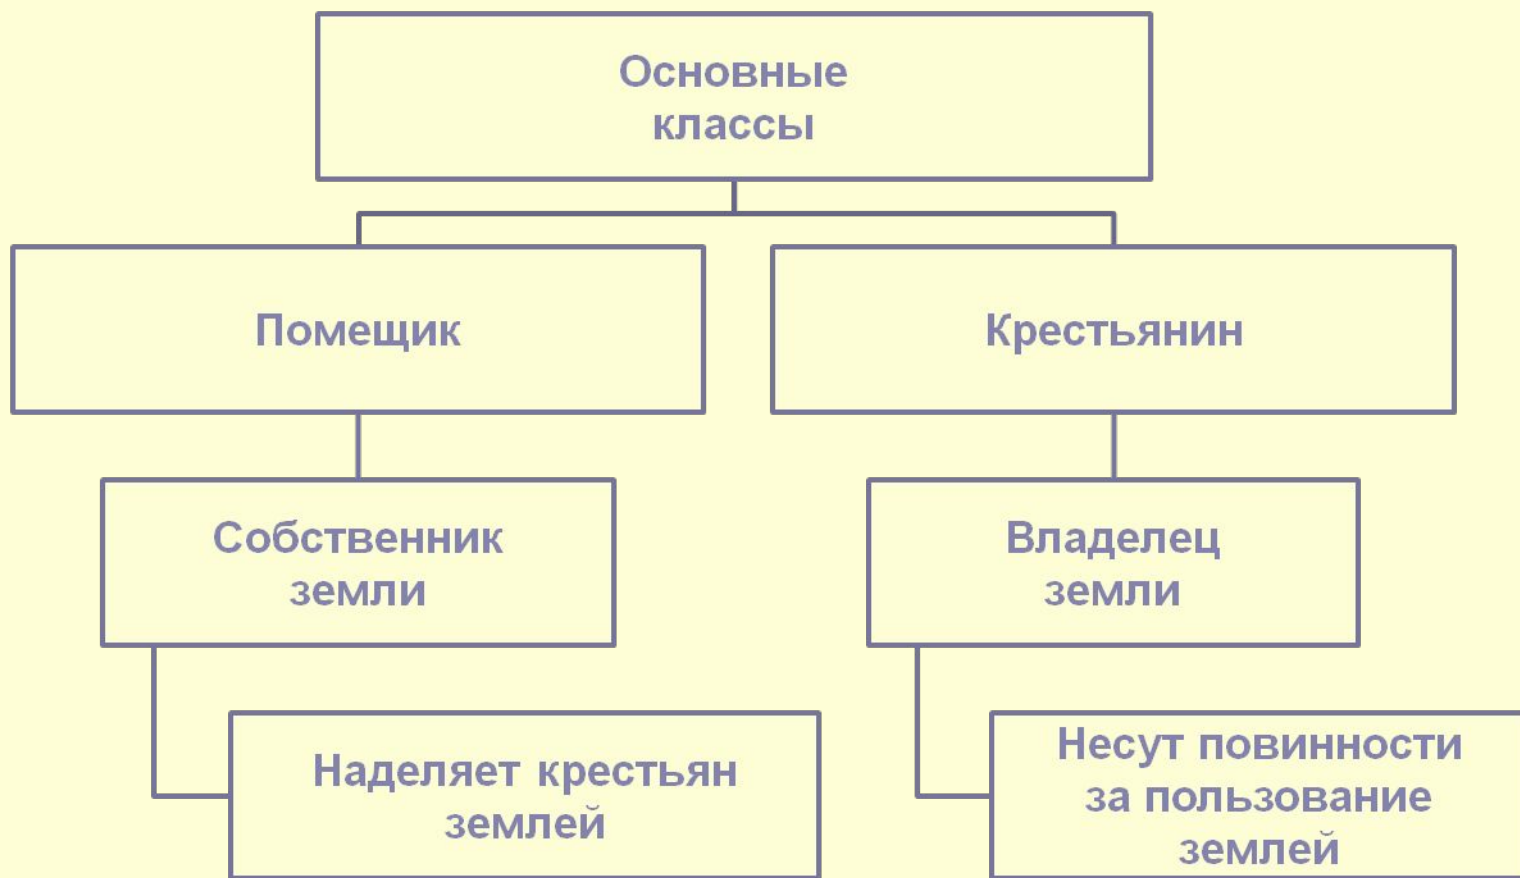 Основные
классы
Помещик
Крестьянин
Собственник
земли
Владелец
земли
Наделяет крестьян
землей
Несут повинности
за пользование
землей